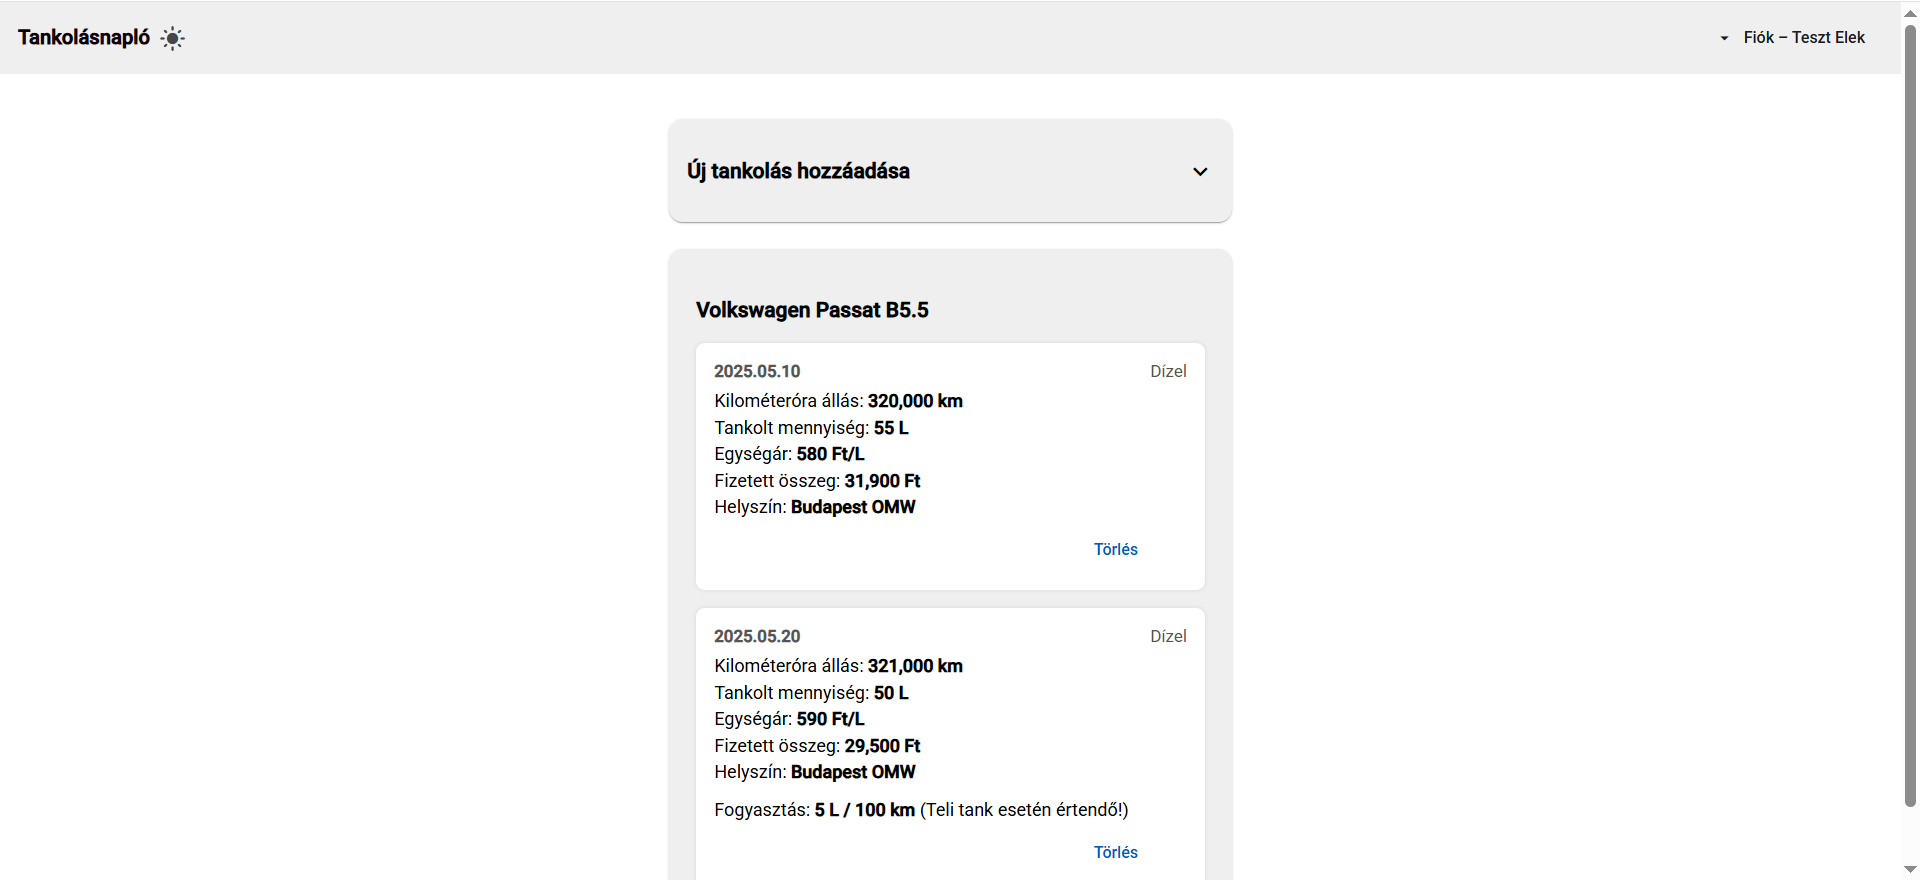 Tankolásnapló
Fiók – Teszt Elek
Új tankolás hozzáadása
Volkswagen Passat B5.5
2025.05.10 Dízel
Kilométeróra állás: 320,000 km
Tankolt mennyiség: 55 L
Egységár: 580 Ft/L
Fizetett összeg: 31,900 Ft
Helyszín: Budapest OMW
Törlés
2025.05.20 Dízel
Kilométeróra állás: 321,000 km
Tankolt mennyiség: 50 L
Egységár: 590 Ft/L
Fizetett összeg: 29,500 Ft
Helyszín: Budapest OMW
Fogyasztás: 5 L / 100 km (Teli tank esetén értendő!)
Törlés